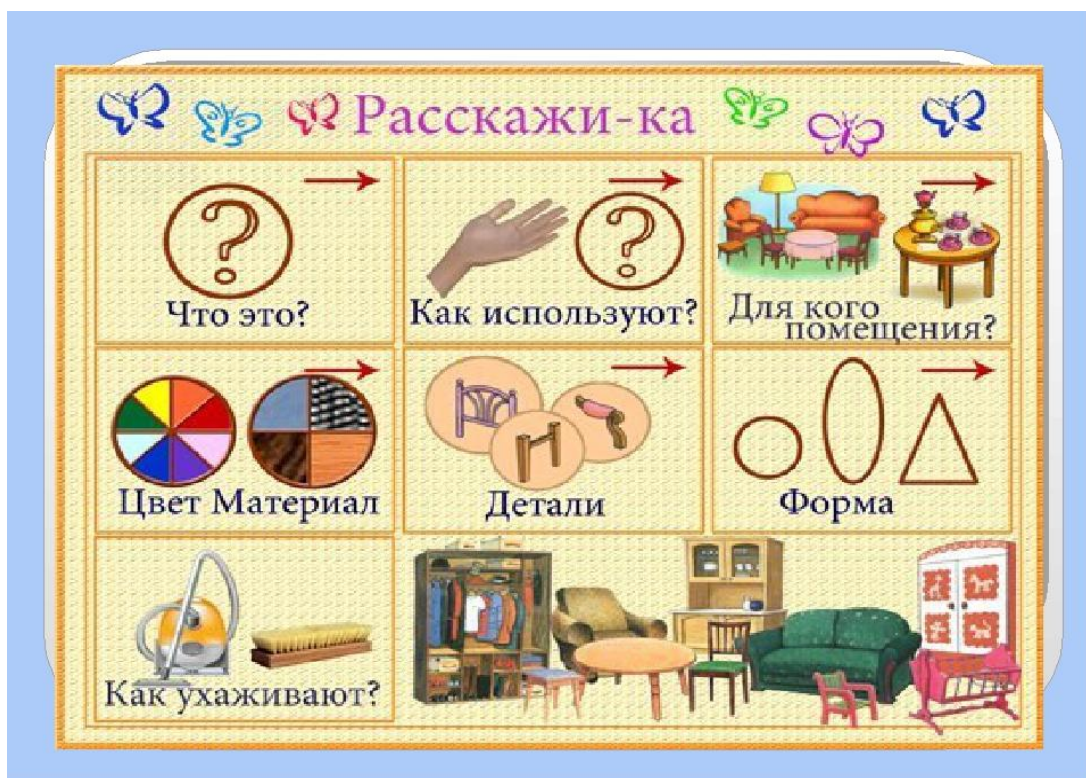 Расскажи-ка
Что это?
Как используют?
Для кого
помещения?
Цвет Материал
Детали
Форма
Как ухаживают?